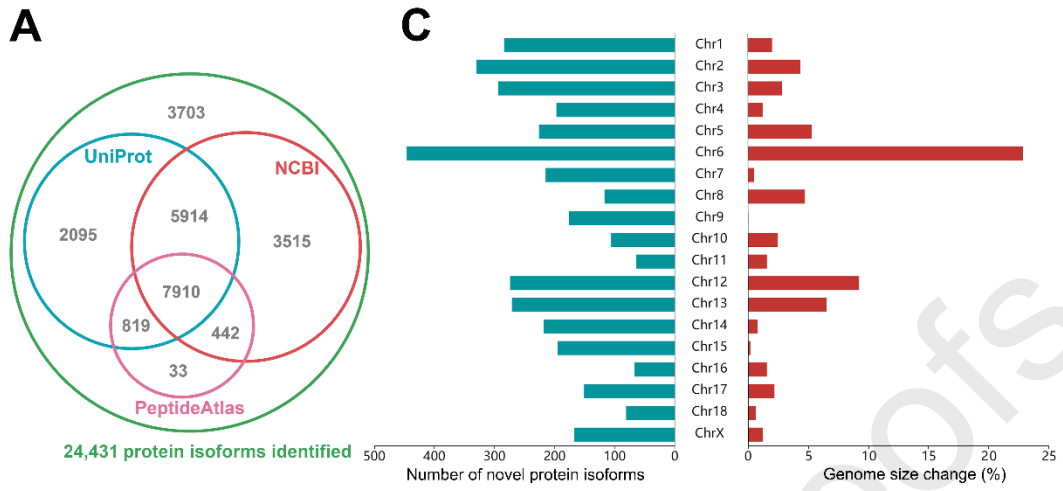 A
3703
UniProt
NCBI
5914
2095
3515
7910
819
442
33
PeptideAtlas
24,431 protein isoforms identified
C
Chr1
Chr2
Chr3
Chr4
Chr5
Chr6
Chr7
Chr8
Chr9
Chr10
Chr11
Chr12
Chr13
Chr14
Chr15
Chr16
Chr17
Chr18
ChrX
500 400 300 200 100 0
Number of novel protein isoforms
0 5 10 15 20 25
Genome size change (%)
oofs